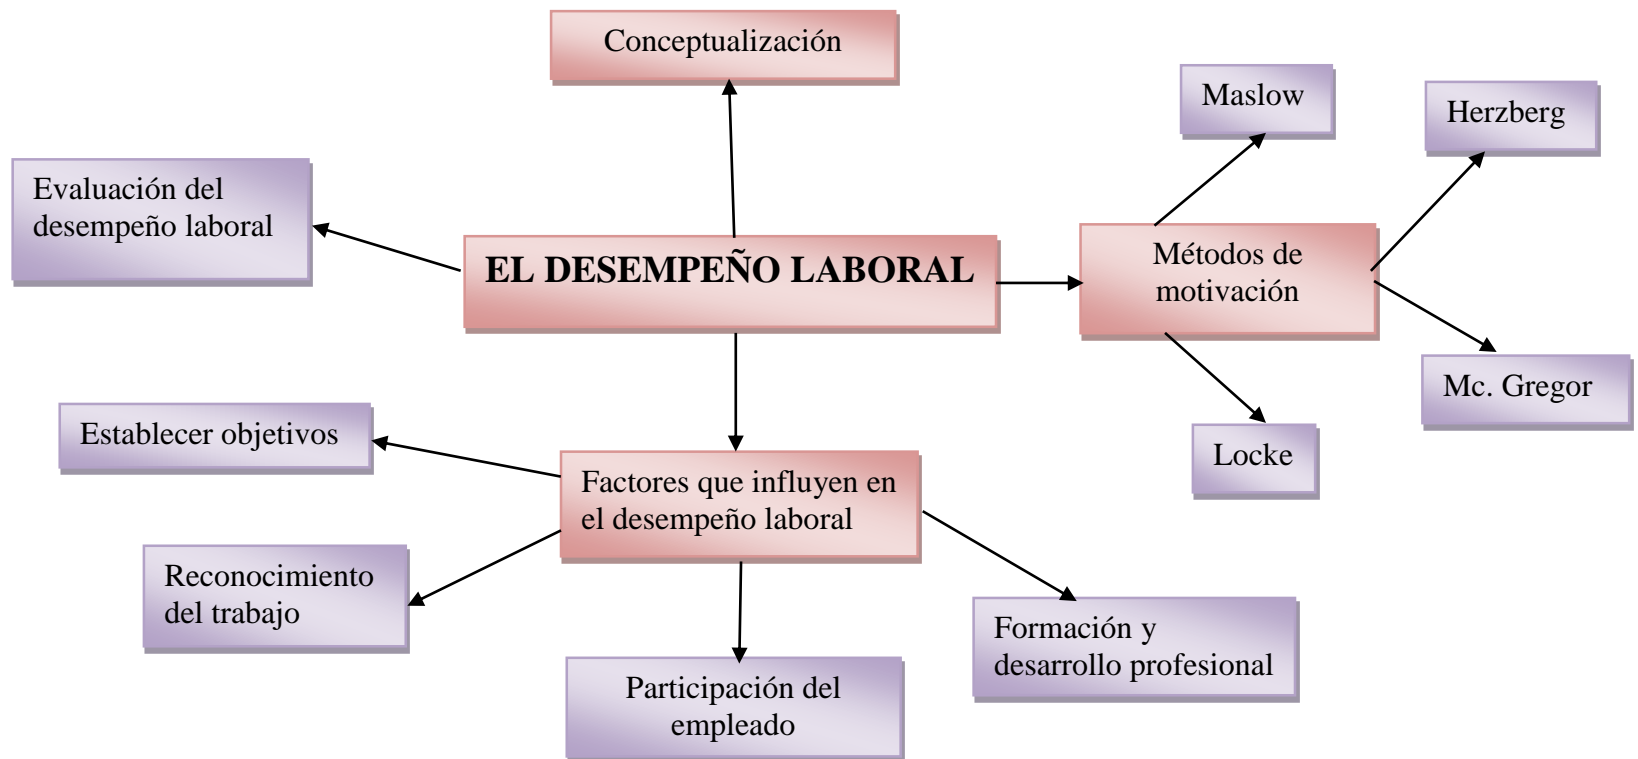 Conceptualización
Maslow
Herzberg
Evaluación del
desempeño laboral
EL DESEMPEÑO LABORAL
Métodos de
motivación
Mc. Gregor
Locke
Establecer objetivos
Factores que influyen en
el desempeño laboral
Reconocimiento
del trabajo
Formación y
desarrollo profesional
Participación del
empleado